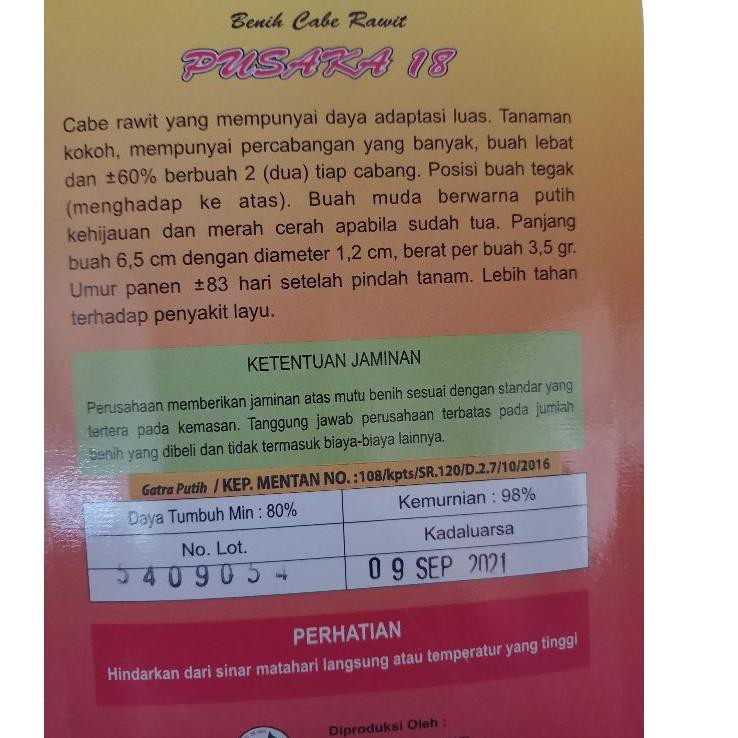 Benih Cabe Rawit
PUSAKA 18
Cabe rawit yang mempunyai daya adaptasi luas. Tanaman
kokoh, mempunyai percabangan yang banyak, buah lebat
dan ±60% berbuah 2 (dua) tiap cabang. Posisi buah tegak
(menghadap ke atas). Buah muda berwarna putih
kehijauan dan merah cerah apabila sudah tua. Panjang
buah 6,5 cm dengan diameter 1,2 cm, berat per buah 3,5 gr.
Umur panen ±83 hari setelah pindah tanam. Lebih tahan
terhadap penyakit layu.
KETENTUAN JAMINAN
Perusahaan memberikan jaminan atas mutu benih sesuai dengan standar yang
tertera pada kemasan. Tanggung jawab perusahaan terbatas pada jumlah
benih yang dibeli dan tidak termasuk biaya-biaya lainnya.
Gatra Putih / KEP. MENTAN NO. :108/kpts/SR.120/D.2.7/10/2016
Daya Tumbuh Min : 80%
Kemurnian : 98%
No. Lot.
Kadaluarsa
5409054
09 SEP 2021
PERHATIAN
Hindarkan dari sinar matahari langsung atau temperatur yang tinggi
Diproduksi Oleh :